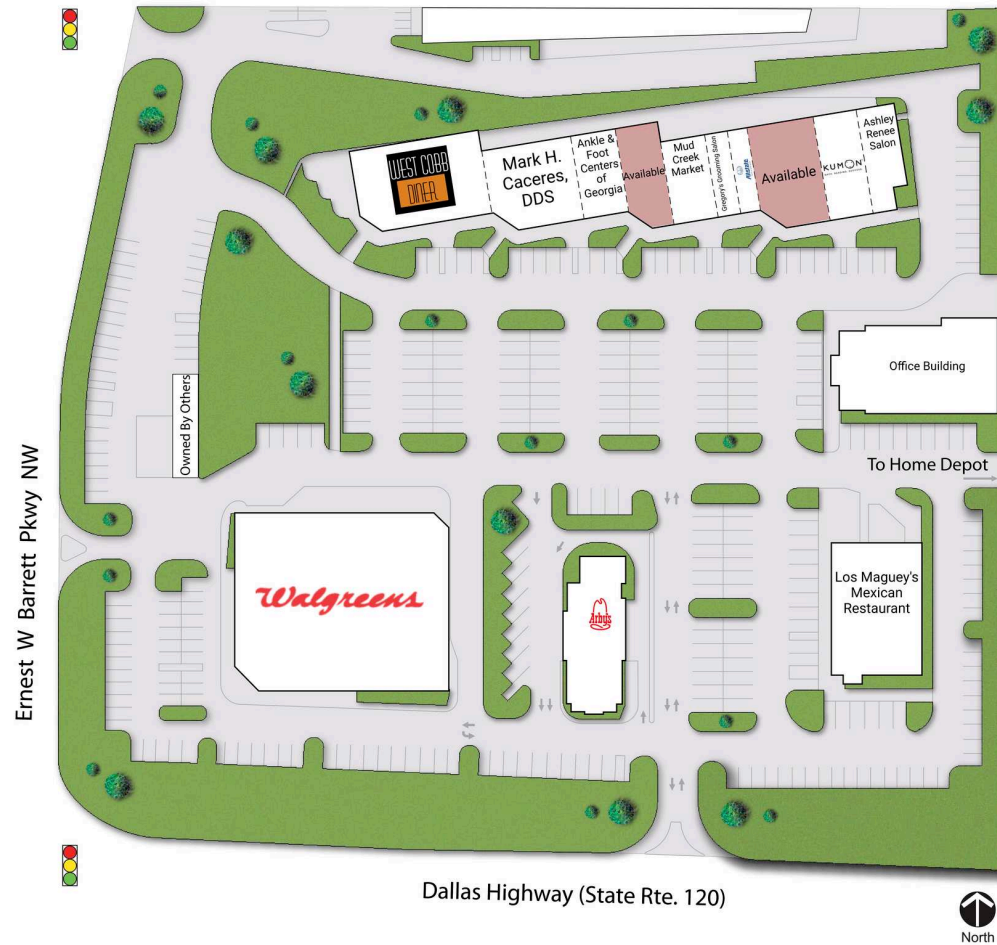 WEST COBB
DINER
Mark H.
Caceres,
DDS
Ankle &
Foot
Centers
of
Georgia
Available
Mud
Creek
Market
Gregory's Grooming Salon
Allstate
Available
KUMON
Ashley
Renee
Salon
Office Building
Owned By Others
To Home Depot
Walgreens
Arby's
Los Maguey's
Mexican
Restaurant
Ernest W Barrett Pkwy NW
Dallas Highway (State Rte. 120)
North